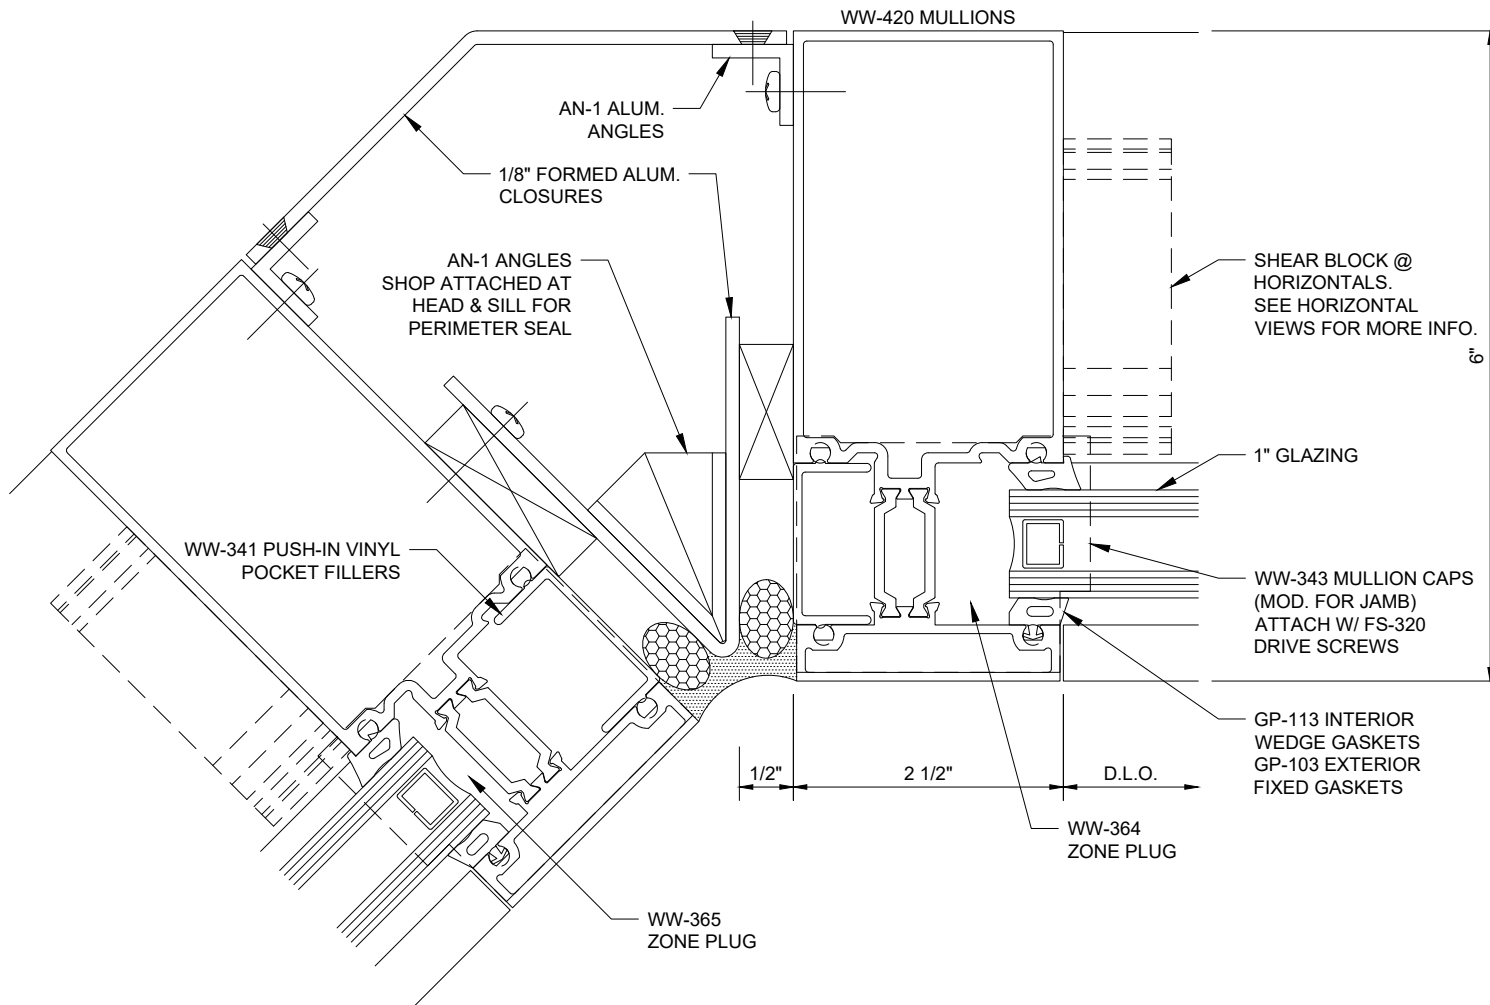 WW-420 MULLIONS
AN-1 ALUM.
ANGLES
1/8" FORMED ALUM.
CLOSURES
AN-1 ANGLES
SHOP ATTACHED AT
HEAD & SILL FOR
PERIMETER SEAL
SHEAR BLOCK @
HORIZONTALS.
SEE HORIZONTAL
VIEWS FOR MORE INFO.
6"
1" GLAZING
WW-341 PUSH-IN VINYL
POCKET FILLERS
WW-343 MULLION CAPS
(MOD. FOR JAMB)
ATTACH W/ FS-320
DRIVE SCREWS
GP-113 INTERIOR
WEDGE GASKETS
GP-103 EXTERIOR
FIXED GASKETS
1/2"
2 1/2"
D.L.O.
WW-364
ZONE PLUG
WW-365
ZONE PLUG